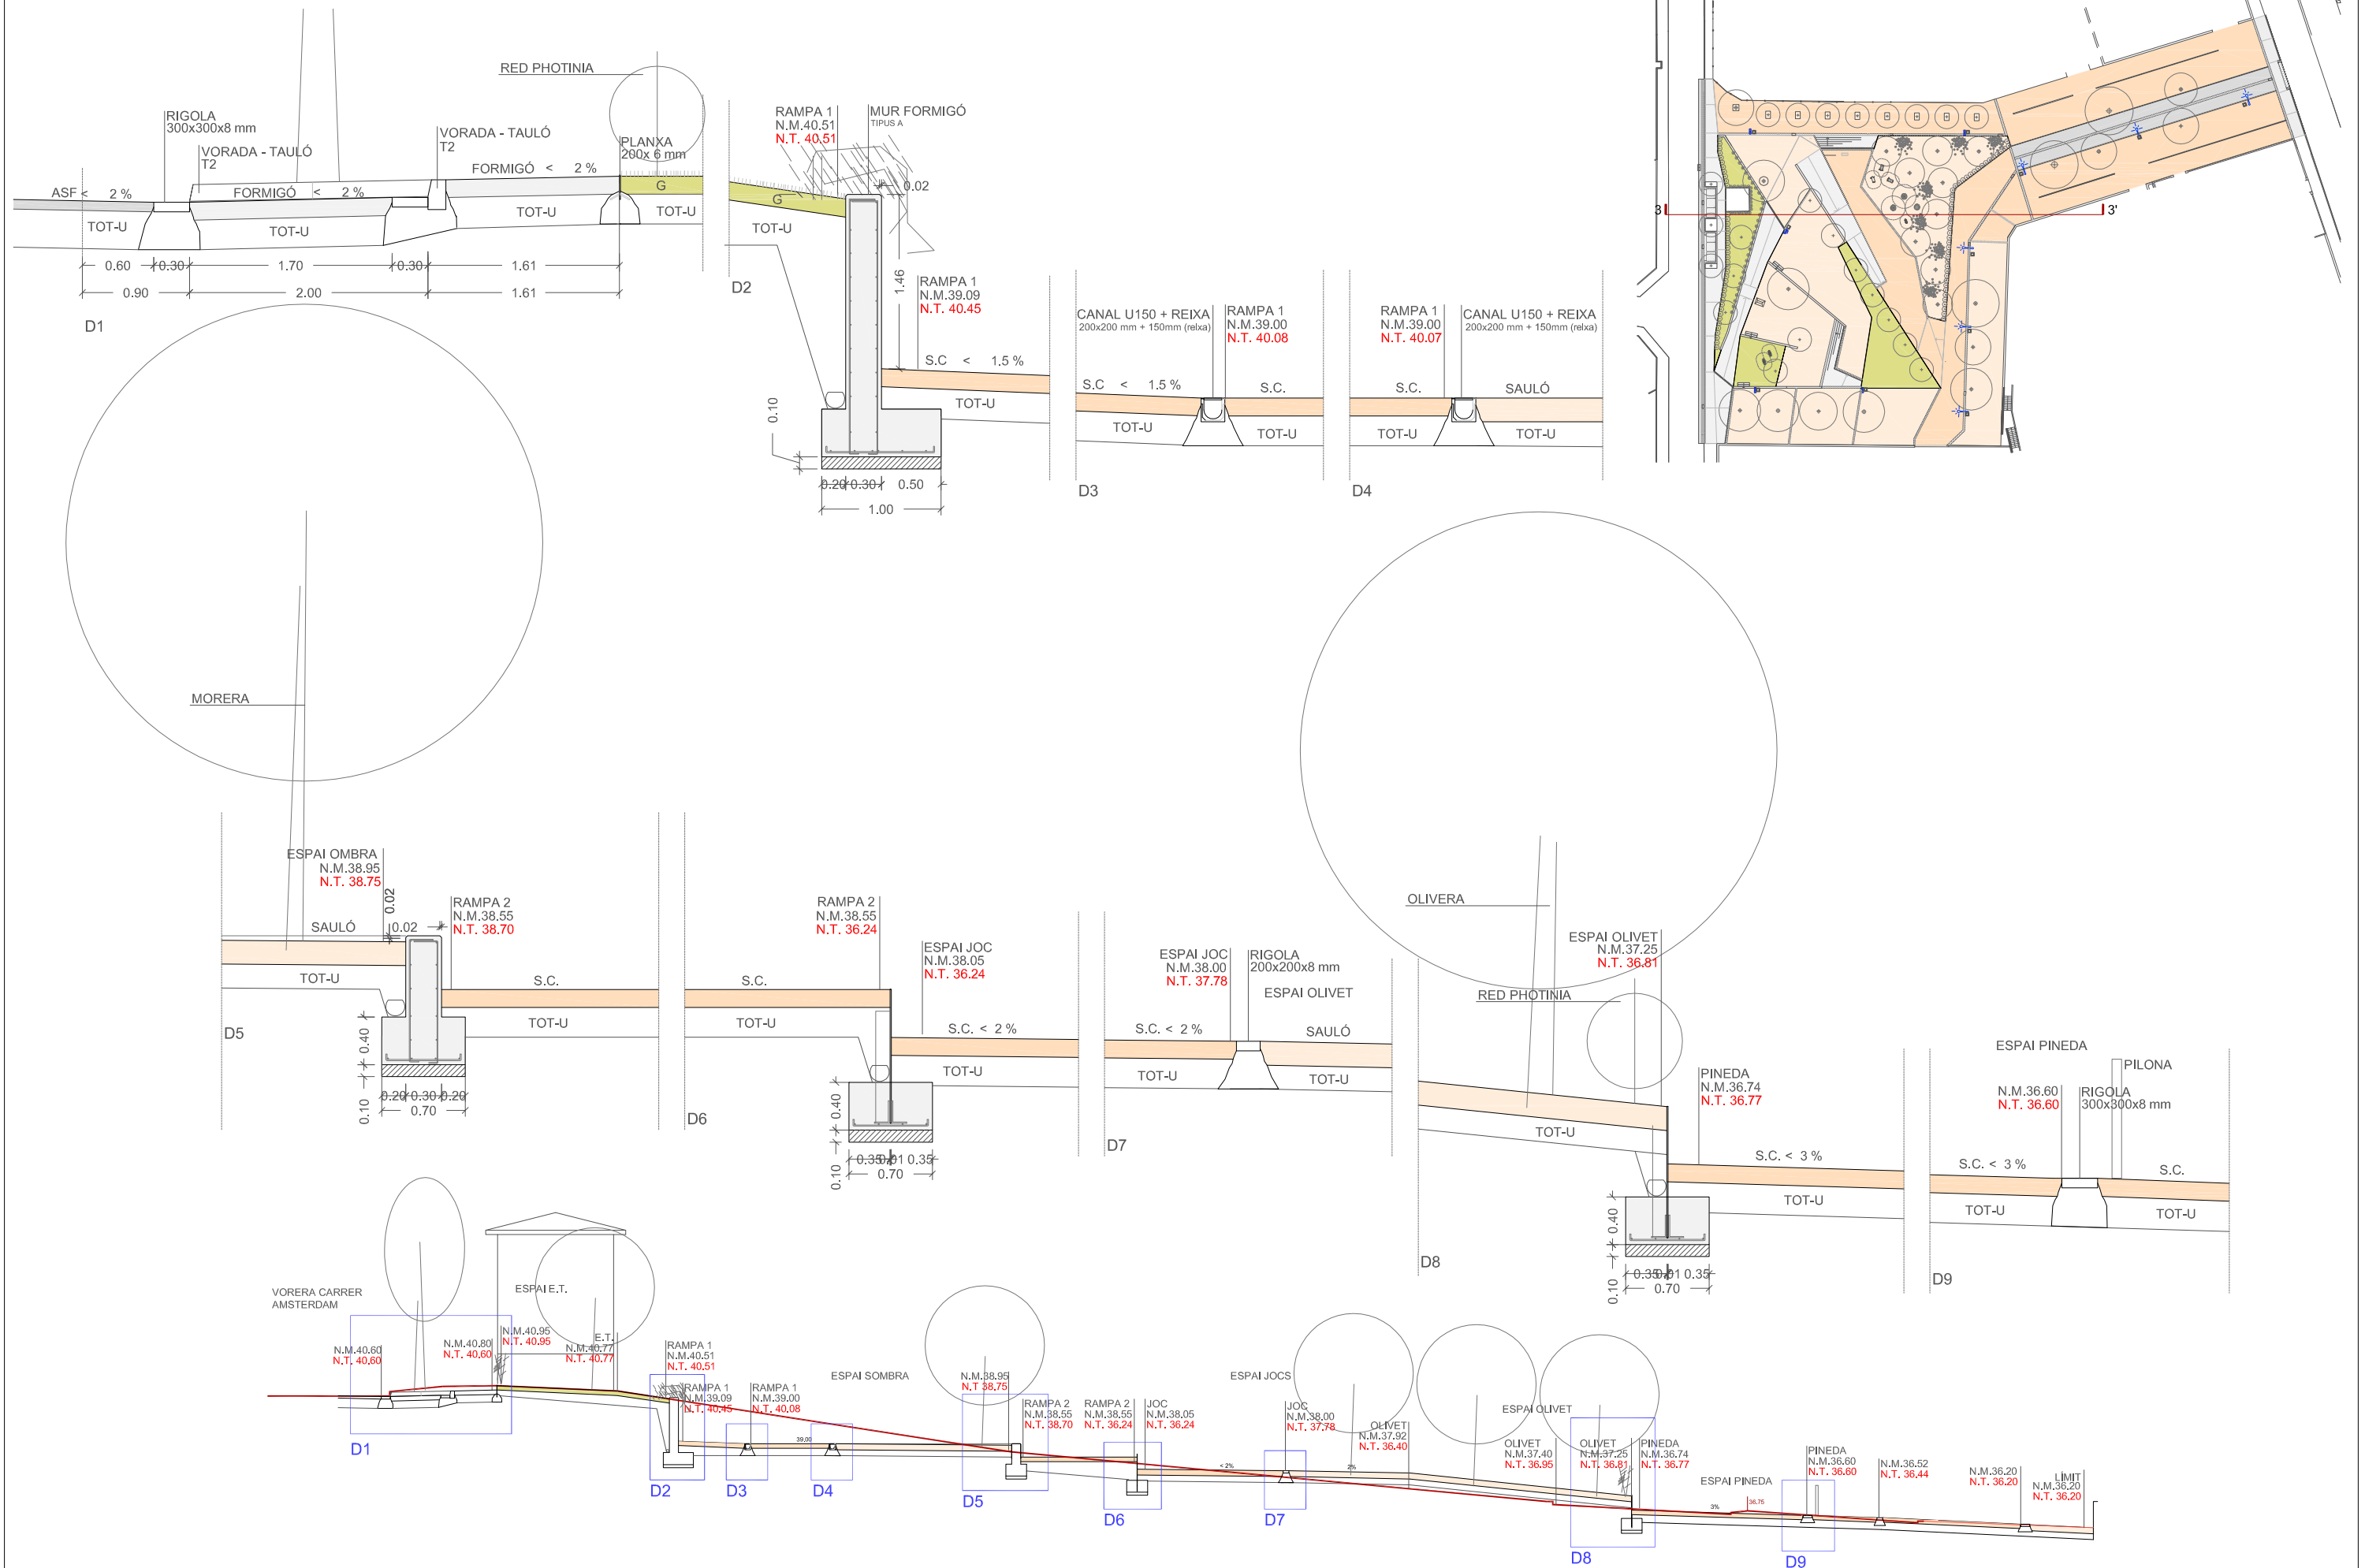 RED PHOTINIA
RIGOLA
300x300x8 mm
VORADA - TAULÓ
T2
VORADA - TAULÓ
T2
PLANXA
200x 6 mm
ASF < 2 %
FORMIGÓ < 2 %
FORMIGÓ < 2 %
G
TOT-U
TOT-U
TOT-U
TOT-U
0.60
0.30
1.70
0.30
1.61
0.90
2.00
1.61
D1
RAMPA 1
N.M.40.51
N.T. 40.51
MUR FORMIGÓ
TIPUS A
0.02
G
TOT-U
D2
1.46
RAMPA 1
N.M.39.09
N.T. 40.45
S.C < 1.5 %
TOT-U
0.10
0.20
0.30
0.50
1.00
CANAL U150 + REIXA
200x200 mm + 150mm (reixa)
RAMPA 1
N.M.39.00
N.T. 40.08
S.C < 1.5 %
S.C.
TOT-U
TOT-U
D3
RAMPA 1
N.M.39.00
N.T. 40.07
CANAL U150 + REIXA
200x200 mm + 150mm (reixa)
S.C.
SAULÓ
TOT-U
TOT-U
D4
3
3'
MORERA
ESPAI OMBRA
N.M.38.95
N.T. 38.75
0.02
SAULÓ
0.02
RAMPA 2
N.M.38.55
N.T. 38.70
S.C.
TOT-U
TOT-U
D5
0.40
0.10
0.20
0.30
0.20
0.70
RAMPA 2
N.M.38.55
N.T. 36.24
ESPAI JOC
N.M.38.05
N.T. 36.24
S.C.
S.C. < 2 %
TOT-U
TOT-U
D6
0.40
0.10
0.35
0.01
0.35
0.70
ESPAI JOC
N.M.38.00
N.T. 37.78
RIGOLA
200x200x8 mm
ESPAI OLIVET
S.C. < 2 %
SAULÓ
TOT-U
TOT-U
D7
OLIVERA
ESPAI OLIVET
N.M.37.25
N.T. 36.81
RED PHOTINIA
PINEDA
N.M.36.74
N.T. 36.77
TOT-U
S.C. < 3 %
TOT-U
D8
0.40
0.10
0.35
0.01
0.35
0.70
ESPAI PINEDA
PILONA
N.M.36.60
N.T. 36.60
RIGOLA
300x300x8 mm
S.C. < 3 %
S.C.
TOT-U
TOT-U
D9
VORERA CARRER
AMSTERDAM
ESPAI E.T.
N.M.40.60
N.T. 40.60
N.M.40.80
N.T. 40.60
N.M.40.95
N.T. 40.95
E.T.
N.M.40.77
N.T. 40.77
RAMPA 1
N.M.40.51
N.T. 40.51
RAMPA 1
N.M.39.09
N.T. 40.45
RAMPA 1
N.M.39.00
N.T. 40.08
39.00
ESPAI SOMBRA
N.M.38.95
N.T 38.75
RAMPA 2
N.M.38.55
N.T. 38.70
RAMPA 2
N.M.38.55
N.T. 36.24
JOC
N.M.38.05
N.T. 36.24
< 2%
ESPAI JOCS
JOC
N.M.38.00
N.T. 37.78
2%
OLIVET
N.M.37.92
N.T. 36.40
ESPAI OLIVET
OLIVET
N.M.37.40
N.T. 36.95
OLIVET
N.M.37.25
N.T. 36.81
PINEDA
N.M.36.74
N.T. 36.77
ESPAI PINEDA
3%
36.75
PINEDA
N.M.36.60
N.T. 36.60
N.M.36.52
N.T. 36.44
N.M.36.20
N.T. 36.20
LÍMIT
N.M.36.20
N.T. 36.20
D1
D2
D3
D4
D5
D6
D7
D8
D9